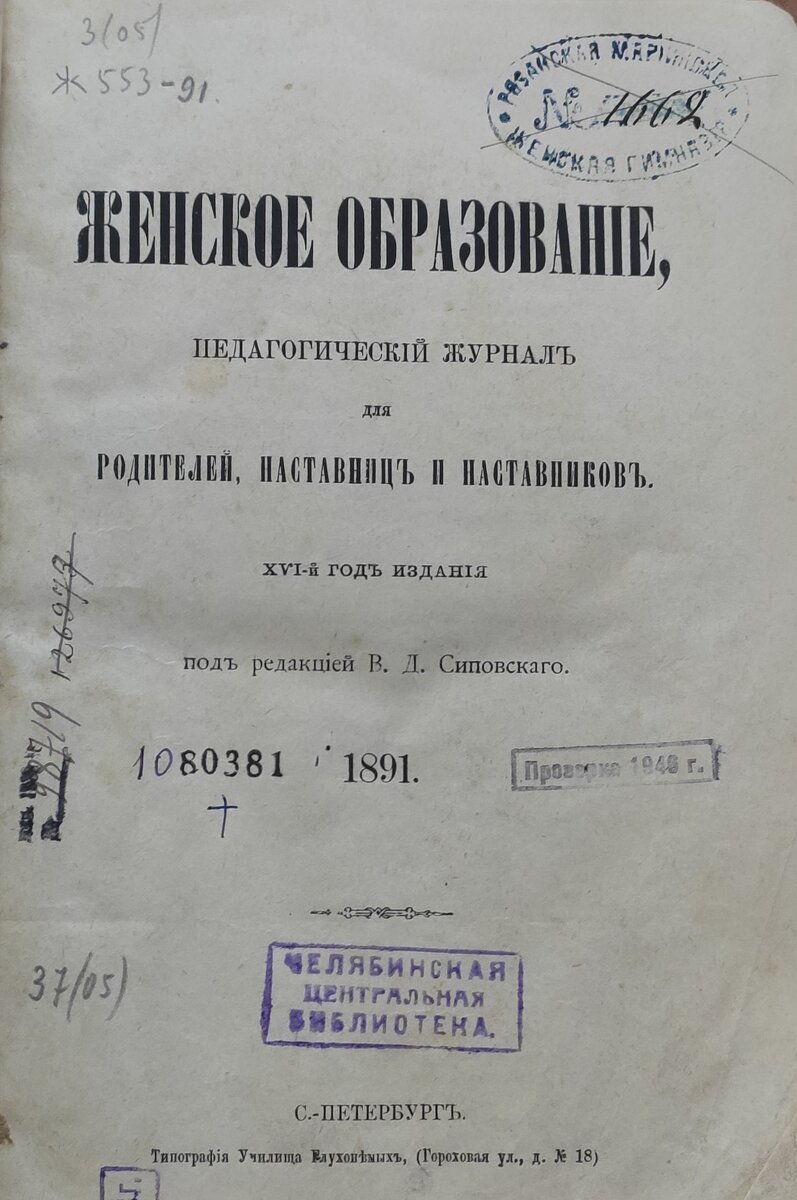 3(05)
Ж 553-91.
РЯЗАНСКАЯ МАРИИНСКАЯ
№ 1662
ЖЕНСКАЯ ГИМНАЗІЯ
ЖЕНСКОЕ ОБРАЗОВАНІЕ,
ПЕДАГОГИЧЕСКІЙ ЖУРНАЛЪ
ДЛЯ
РОДИТЕЛЕЙ, НАСТАВНИЦЪ И НАСТАВНИКОВЪ.
XVI-й ГОДЪ ИЗДАНІЯ
подъ редакціей В. Д. Сиповскаго.
126977
1080381
1891.
Проверка 1948 г.
37(05)
ЧЕЛЯБИНСКАЯ
ЦЕНТРАЛЬНАЯ
БИБЛИОТЕКА.
С.-ПЕТЕРБУРГЪ.
Типографія Училища Глухонѣмыхъ, (Гороховая ул., д. № 18)